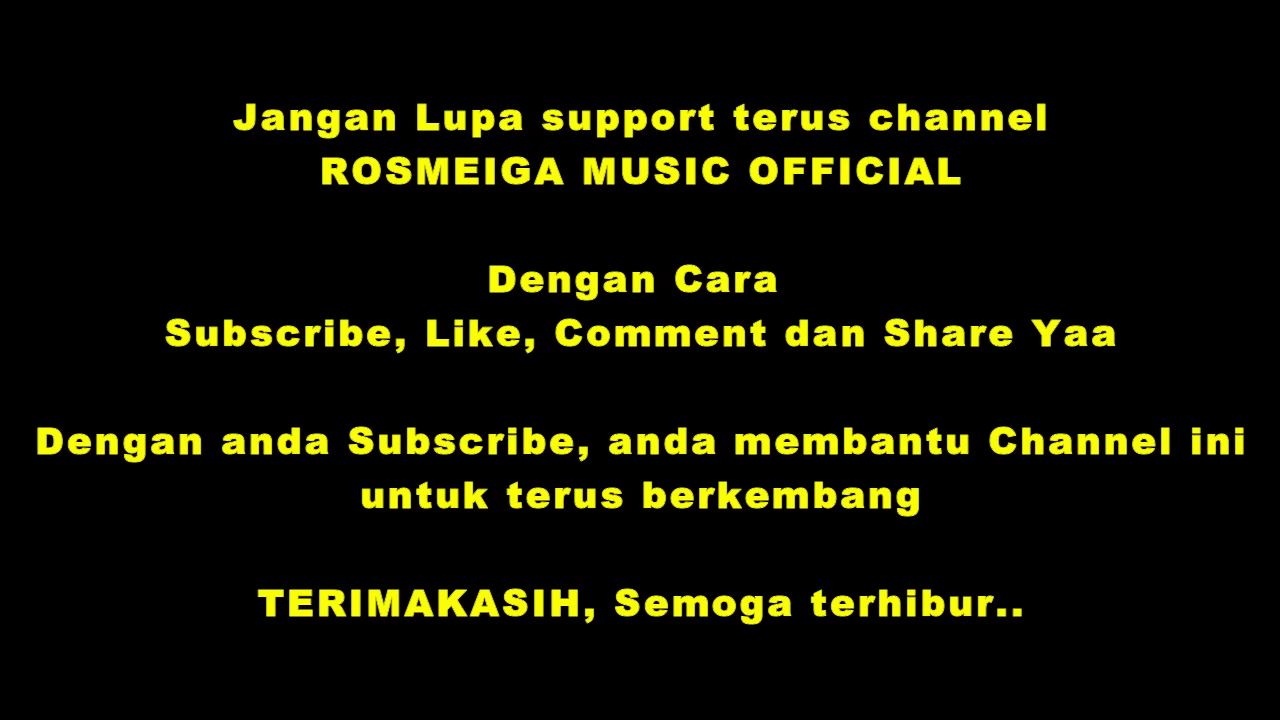 Jangan Lupa support terus channel
ROSMEIGA MUSIC OFFICIAL
Dengan Cara
Subscribe, Like, Comment dan Share Yaa
Dengan anda Subscribe, anda membantu Channel ini
untuk terus berkembang
TERIMAKASIH, Semoga terhibur..